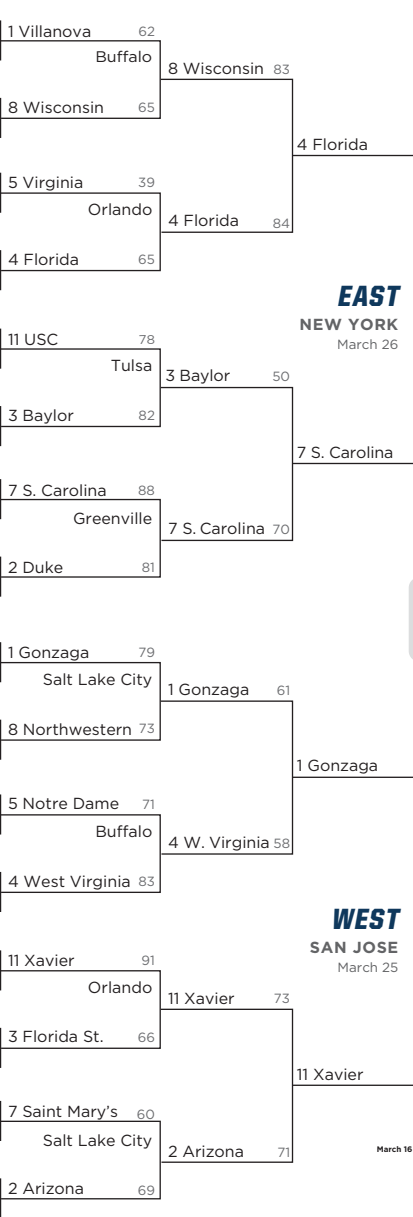 1 Villanova 62
Buffalo
8 Wisconsin 83
8 Wisconsin 65
4 Florida
5 Virginia 39
Orlando
4 Florida 84
4 Florida 65
EAST
NEW YORK
March 26
11 USC 78
Tulsa
3 Baylor 50
3 Baylor 82
7 S. Carolina
7 S. Carolina 88
Greenville
7 S. Carolina 70
2 Duke 81
1 Gonzaga 79
Salt Lake City
1 Gonzaga 61
8 Northwestern 73
1 Gonzaga
5 Notre Dame 71
Buffalo
4 W. Virginia 58
4 West Virginia 83
WEST
SAN JOSE
March 25
11 Xavier 91
Orlando
11 Xavier 73
3 Florida St. 66
11 Xavier
7 Saint Mary's 60
Salt Lake City
2 Arizona 71
March 16
2 Arizona 69